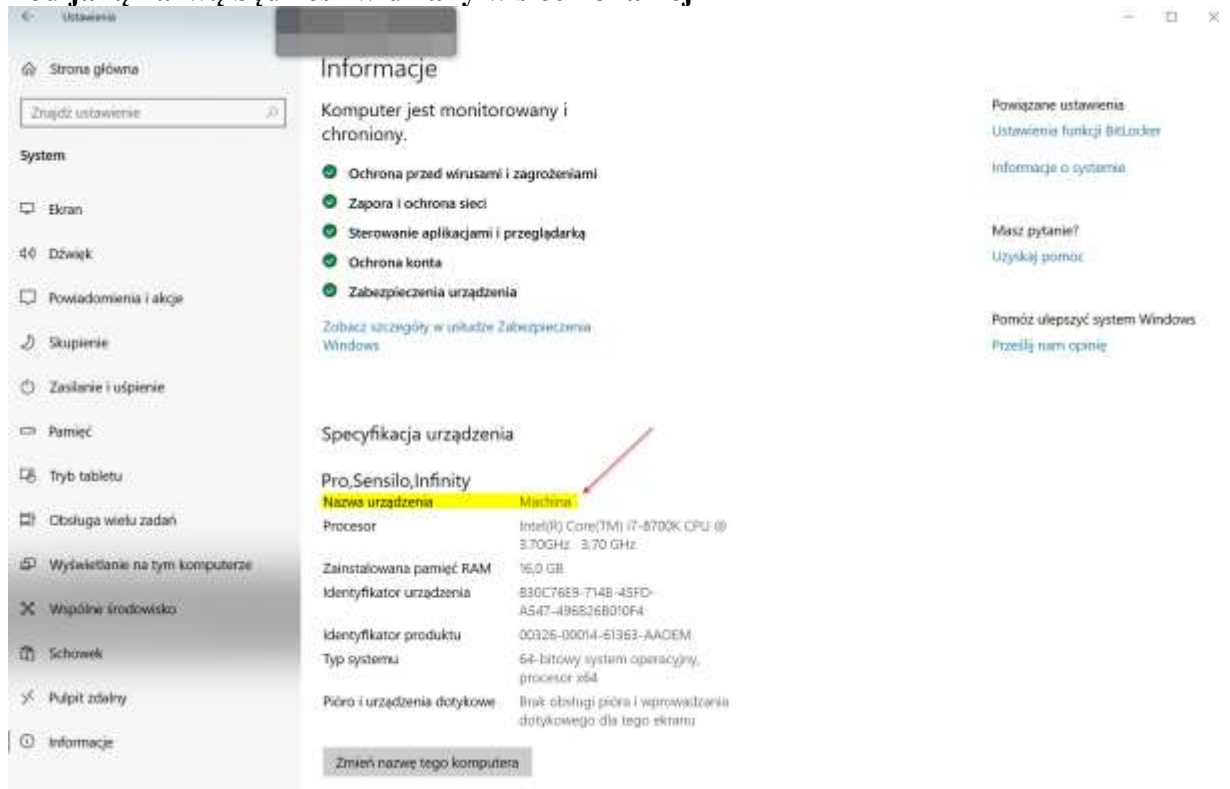 Ustawienia
Strona główna
Znajdź ustawienie
System
Ekran
Dźwięk
Powiadomienia i akcje
Skupienie
Zasilanie i uśpienie
Pamięć
Tryb tabletu
Obsługa wielu zadań
Wyświetlanie na tym komputerze
Wspólne środowisko
Schowek
Pulpit zdalny
Informacje
Informacje
Komputer jest monitorowany i
chroniony.
Ochrona przed wirusami i zagrożeniami
Zapora i ochrona sieci
Sterowanie aplikacjami i przeglądarką
Ochrona konta
Zabezpieczenia urządzenia
Zobacz szczegóły w usłudze Zabezpieczenia
Windows
Specyfikacja urządzenia
Pro,Sensilo,Infinity
Nazwa urządzenia Machina
Procesor Intel(R) Core(TM) i7-8700K CPU @
3.70GHz 3.70 GHz
Zainstalowana pamięć RAM 16,0 GB
Identyfikator urządzenia
Identyfikator produktu 00326-00014-61363-AAOEM
Typ systemu 64-bitowy system operacyjny,
procesor x64
Pióro i urządzenia dotykowe Brak obsługi pióra i wprowadzania
dotykowego dla tego ekranu
Zmień nazwę tego komputera
Powiązane ustawienia
Ustawienia funkcji BitLocker
Informacje o systemie
Masz pytanie?
Uzyskaj pomoc
Pomóż ulepszyć system Windows
Prześlij nam opinię